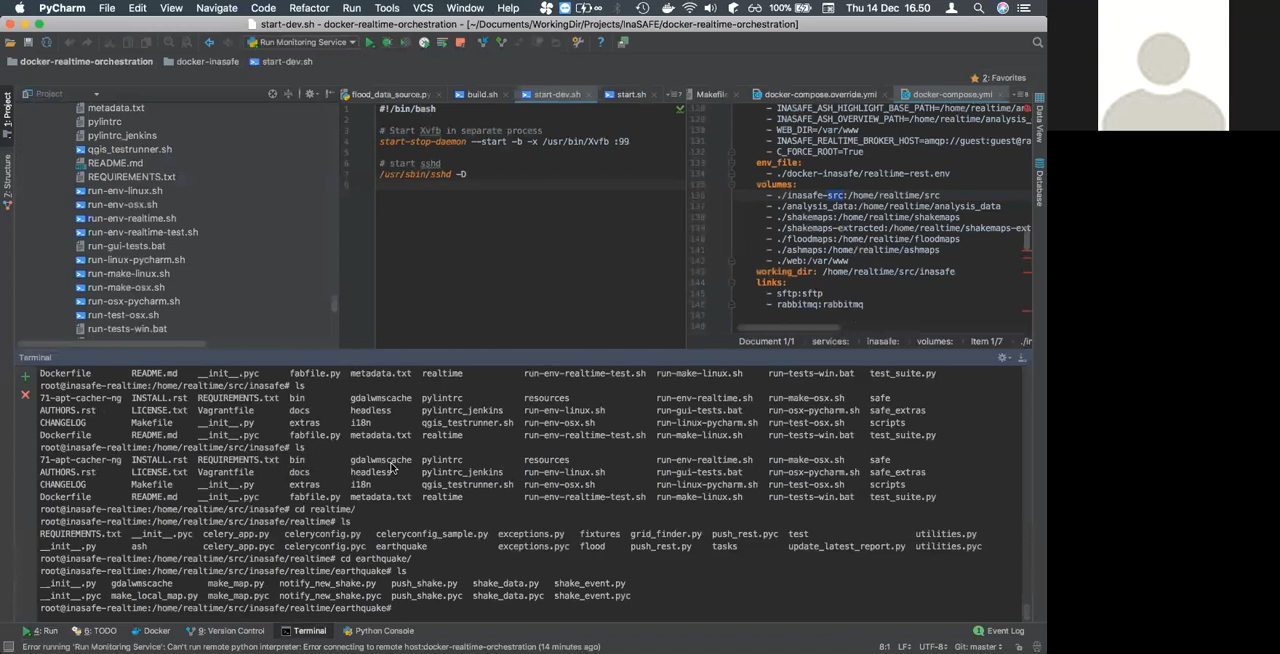 PyCharm File Edit View Navigate Code Refactor Run Tools VCS Window Help 100% Thu 14 Dec 16.50
start-dev.sh - docker-realtime-orchestration - [~/Documents/WorkingDir/Projects/InaSAFE/docker-realtime-orchestration]
Run Monitoring Service
docker-realtime-orchestration docker-inasafe start-dev.sh
2: Favorites
Project
flood_data_source.py build.sh start-dev.sh start.sh Makefile docker-compose.override.yml docker-compose.yml
1: Project
7: Structure
Data View
Database
metadata.txt
pylintrc
pylintrc_jenkins
qgis_testrunner.sh
README.md
REQUIREMENTS.txt
run-env-linux.sh
run-env-osx.sh
run-env-realtime.sh
run-env-realtime-test.sh
run-gui-tests.bat
run-linux-pycharm.sh
run-make-linux.sh
run-make-osx.sh
run-osx-pycharm.sh
run-test-osx.sh
run-tests-win.bat
#!/bin/bash
# Start Xvfb in separate process
start-stop-daemon --start -b -x /usr/bin/Xvfb :99
# start sshd
/usr/sbin/sshd -D
INASAFE_ASH_HIGHLIGHT_BASE_PATH=/home/realtime/an
- INASAFE_ASH_OVERVIEW_PATH=/home/realtime/analysis_
- WEB_DIR=/var/www
- INASAFE_REALTIME_BROKER_HOST=amqp://guest:guest@ra
- C_FORCE_ROOT=True
env_file:
- ./docker-inasafe/realtime-rest.env
volumes:
- ./inasafe-src:/home/realtime/src
- ./analysis_data:/home/realtime/analysis_data
- ./shakemaps:/home/realtime/shakemaps
- ./shakemaps-extracted:/home/realtime/shakemaps-ext
- ./floodmaps:/home/realtime/floodmaps
- ./ashmaps:/home/realtime/ashmaps
- ./web:/var/www
working_dir: /home/realtime/src/inasafe
links:
- sftp:sftp
- rabbitmq:rabbitmq
Document 1/1 services: inasafe: volumes: Item 1/7
Terminal
Dockerfile README.md __init__.pyc fabfile.py metadata.txt realtime run-env-realtime-test.sh run-make-linux.sh run-tests-win.bat test_suite.py
root@inasafe-realtime:/home/realtime/src/inasafe# ls
71-apt-cacher-ng INSTALL.rst REQUIREMENTS.txt bin gdalwmscache pylintrc resources run-env-realtime.sh run-make-osx.sh safe
AUTHORS.rst LICENSE.txt Vagrantfile docs headless pylintrc_jenkins run-env-linux.sh run-gui-tests.bat run-osx-pycharm.sh safe_extras
CHANGELOG Makefile __init__.py extras i18n qgis_testrunner.sh run-env-osx.sh run-linux-pycharm.sh run-test-osx.sh scripts
Dockerfile README.md __init__.pyc fabfile.py metadata.txt realtime run-env-realtime-test.sh run-make-linux.sh run-tests-win.bat test_suite.py
root@inasafe-realtime:/home/realtime/src/inasafe# ls
71-apt-cacher-ng INSTALL.rst REQUIREMENTS.txt bin gdalwmscache pylintrc resources run-env-realtime.sh run-make-osx.sh safe
AUTHORS.rst LICENSE.txt Vagrantfile docs headless pylintrc_jenkins run-env-linux.sh run-gui-tests.bat run-osx-pycharm.sh safe_extras
CHANGELOG Makefile __init__.py extras i18n qgis_testrunner.sh run-env-osx.sh run-linux-pycharm.sh run-test-osx.sh scripts
Dockerfile README.md __init__.pyc fabfile.py metadata.txt realtime run-env-realtime-test.sh run-make-linux.sh run-tests-win.bat test_suite.py
root@inasafe-realtime:/home/realtime/src/inasafe# cd realtime/
root@inasafe-realtime:/home/realtime/src/inasafe/realtime# ls
REQUIREMENTS.txt __init__.pyc celery_app.py celeryconfig.py celeryconfig_sample.py exceptions.py fixtures grid_finder.py push_rest.pyc test utilities.py
__init__.py ash celery_app.pyc celeryconfig.pyc earthquake exceptions.pyc flood push_rest.py tasks update_latest_report.py utilities.pyc
root@inasafe-realtime:/home/realtime/src/inasafe/realtime# cd earthquake/
root@inasafe-realtime:/home/realtime/src/inasafe/realtime/earthquake# ls
__init__.py gdalwmscache make_map.py notify_new_shake.py push_shake.py shake_data.py shake_event.py
__init__.pyc make_local_map.py make_map.pyc notify_new_shake.pyc push_shake.pyc shake_data.pyc shake_event.pyc
root@inasafe-realtime:/home/realtime/src/inasafe/realtime/earthquake#
4: Run 6: TODO Docker 9: Version Control Terminal Python Console Event Log
Error running 'Run Monitoring Service': Can't run remote python interpreter: Error connecting to remote host:docker-realtime-orchestration (14 minutes ago) 8:1 LF÷ UTF-8÷ Git: master÷